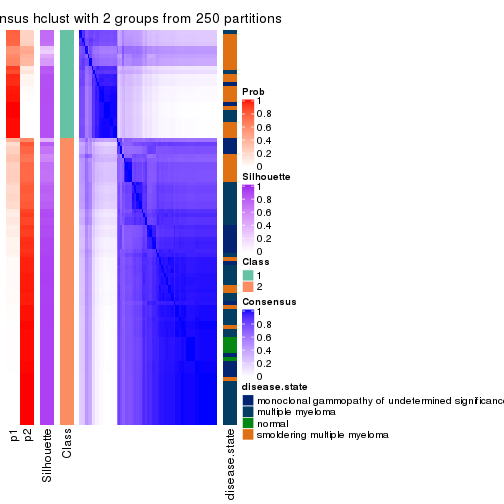 nsus hclust with 2 groups from 250 partitions
Prob
1
0.8
0.6
0.4
0.2
0
Silhouette
1
0.8
0.6
0.4
0.2
0
Class
1
2
Consensus
1
0.8
0.6
0.4
0.2
0
disease.state
monoclonal gammopathy of undetermined significance
multiple myeloma
normal
smoldering multiple myeloma
p1
p2
Silhouette
Class
disease.state